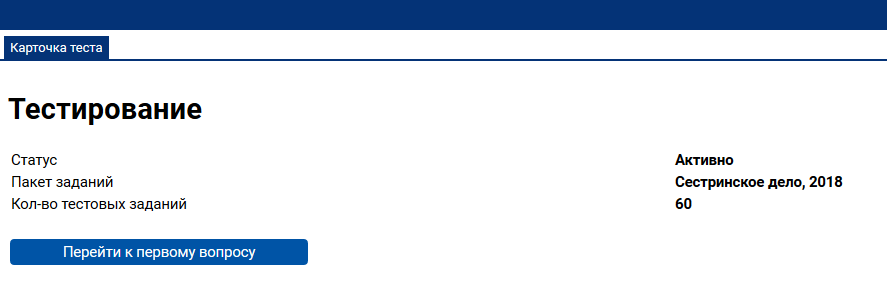 Карточка теста
Тестирование
Статус Активно
Пакет заданий Сестринское дело, 2018
Кол-во тестовых заданий 60
Перейти к первому вопросу